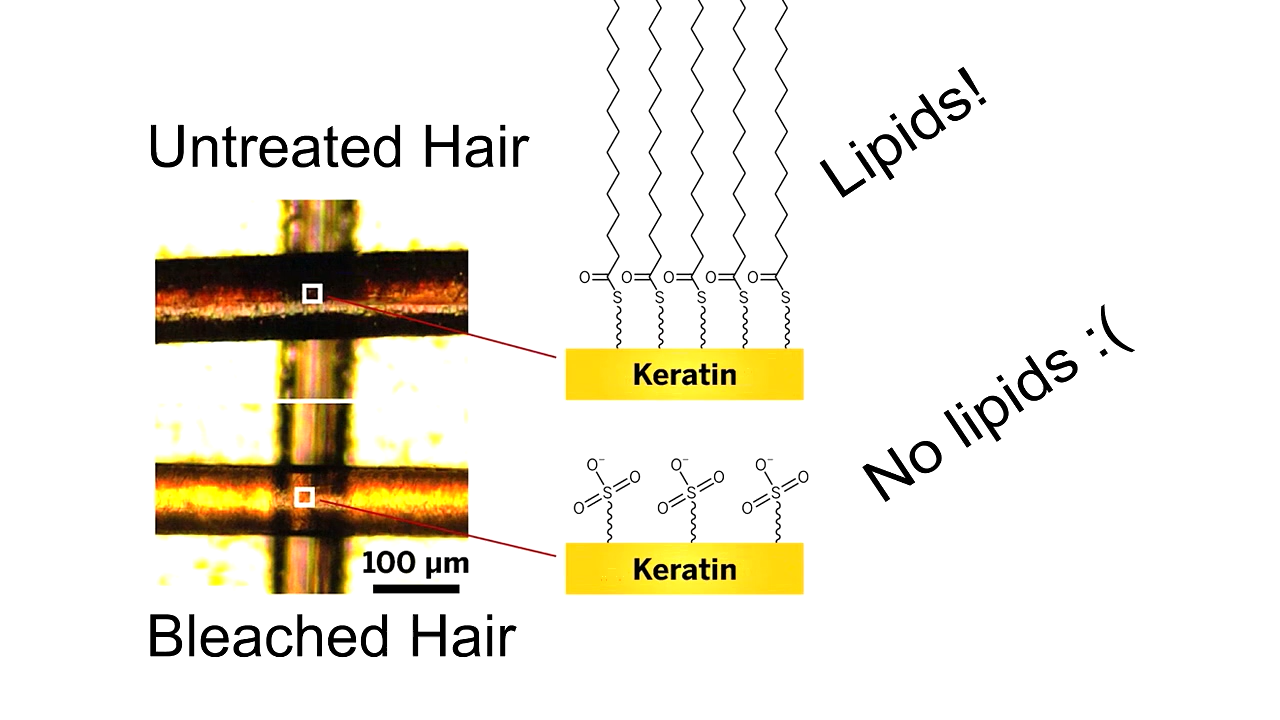 Untreated Hair
Lipids!
O O O O O
S S S S S
Keratin
No lipids :(
O⁻ O⁻ O⁻
S O S O S O
O O O
Keratin
100 µm
Bleached Hair